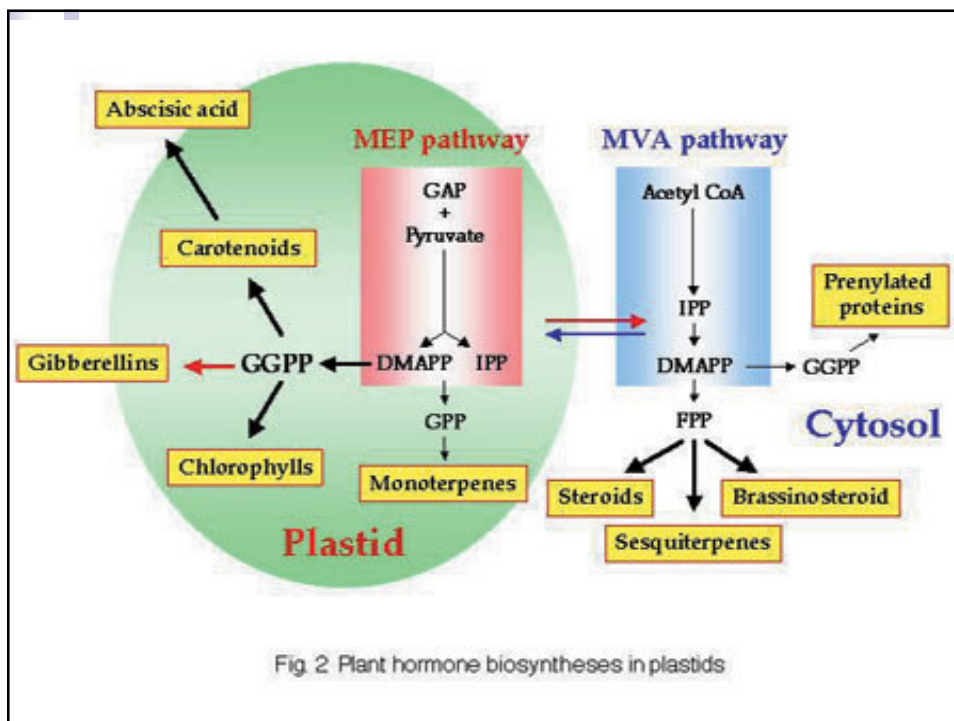 Abscisic acid
MEP pathway
MVA pathway
GAP
+
Pyruvate
Acetyl CoA
Carotenoids
Prenylated
proteins
IPP
Gibberellins
GGPP
DMAPP
IPP
DMAPP
GGPP
GPP
FPP
Cytosol
Chlorophylls
Monoterpenes
Steroids
Brassinosteroid
Plastid
Sesquiterpenes
Fig. 2 Plant hormone biosyntheses in plastids